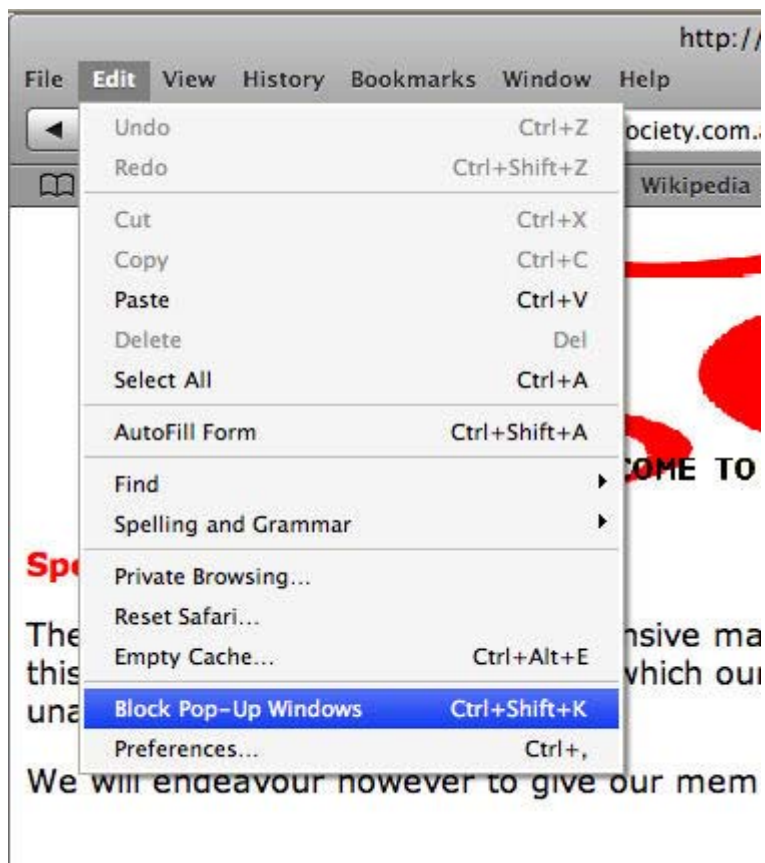 http://
File Edit View History Bookmarks Window Help
Undo Ctrl+Z
ociety.com.a
Redo Ctrl+Shift+Z
Wikipedia
Cut Ctrl+X
Copy Ctrl+C
Paste Ctrl+V
Delete Del
Select All Ctrl+A
AutoFill Form Ctrl+Shift+A
COME TO
Find
Spelling and Grammar
Private Browsing...
Reset Safari...
The nsive ma
Empty Cache... Ctrl+Alt+E
this which our
Block Pop-Up Windows Ctrl+Shift+K
una
Preferences... Ctrl+,
We will endeavour however to give our mem